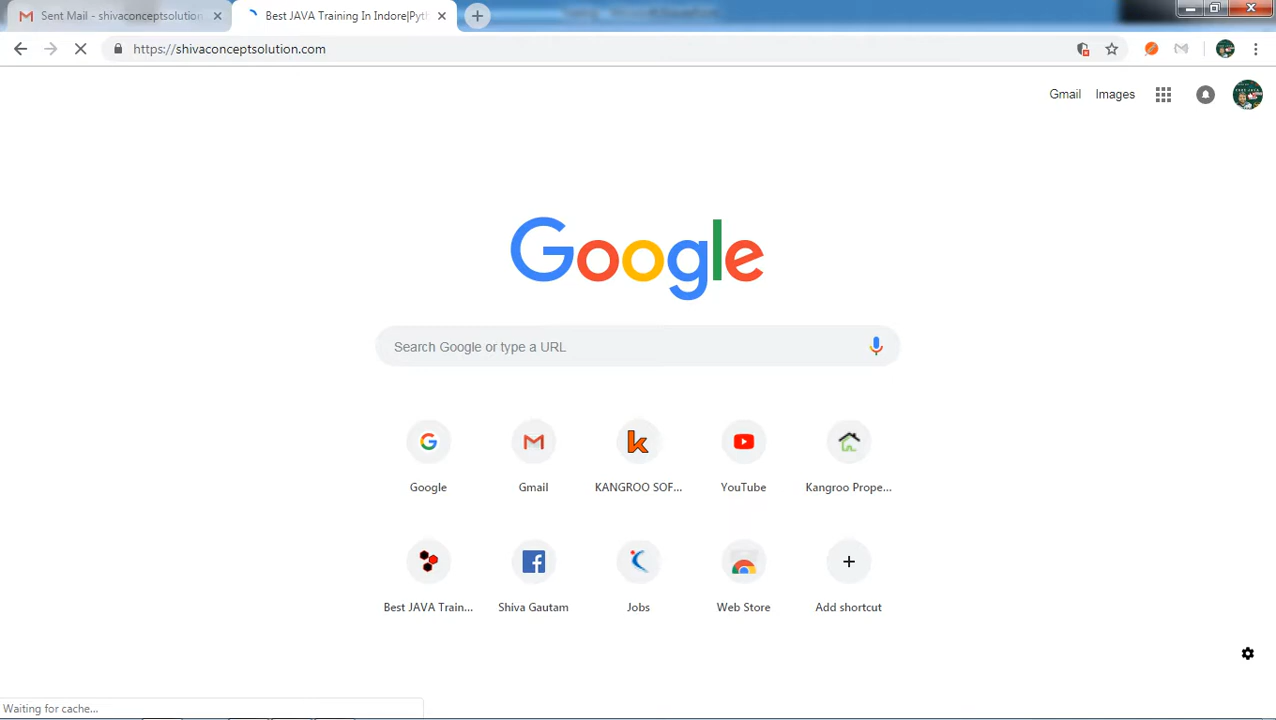 Sent Mail - shivaconceptsolution
Best JAVA Training In Indore|Pyth
https://shivaconceptsolution.com
Gmail Images
Google
Search Google or type a URL
Google Gmail KANGROO SOF... YouTube Kangroo Prope...
Best JAVA Train... Shiva Gautam Jobs Web Store Add shortcut
Waiting for cache...